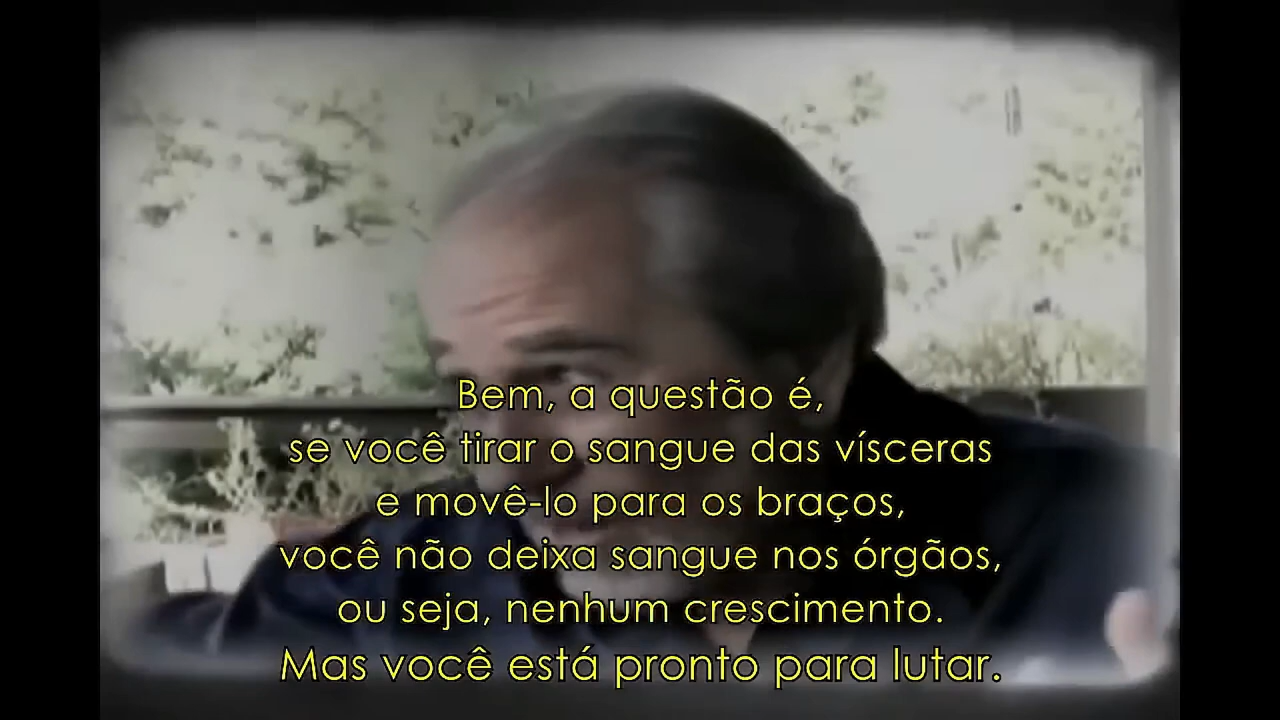 Bem, a questão é,
se você tirar o sangue das vísceras
e movê-lo para os braços,
você não deixa sangue nos órgãos,
ou seja, nenhum crescimento.
Mas você está pronto para lutar.